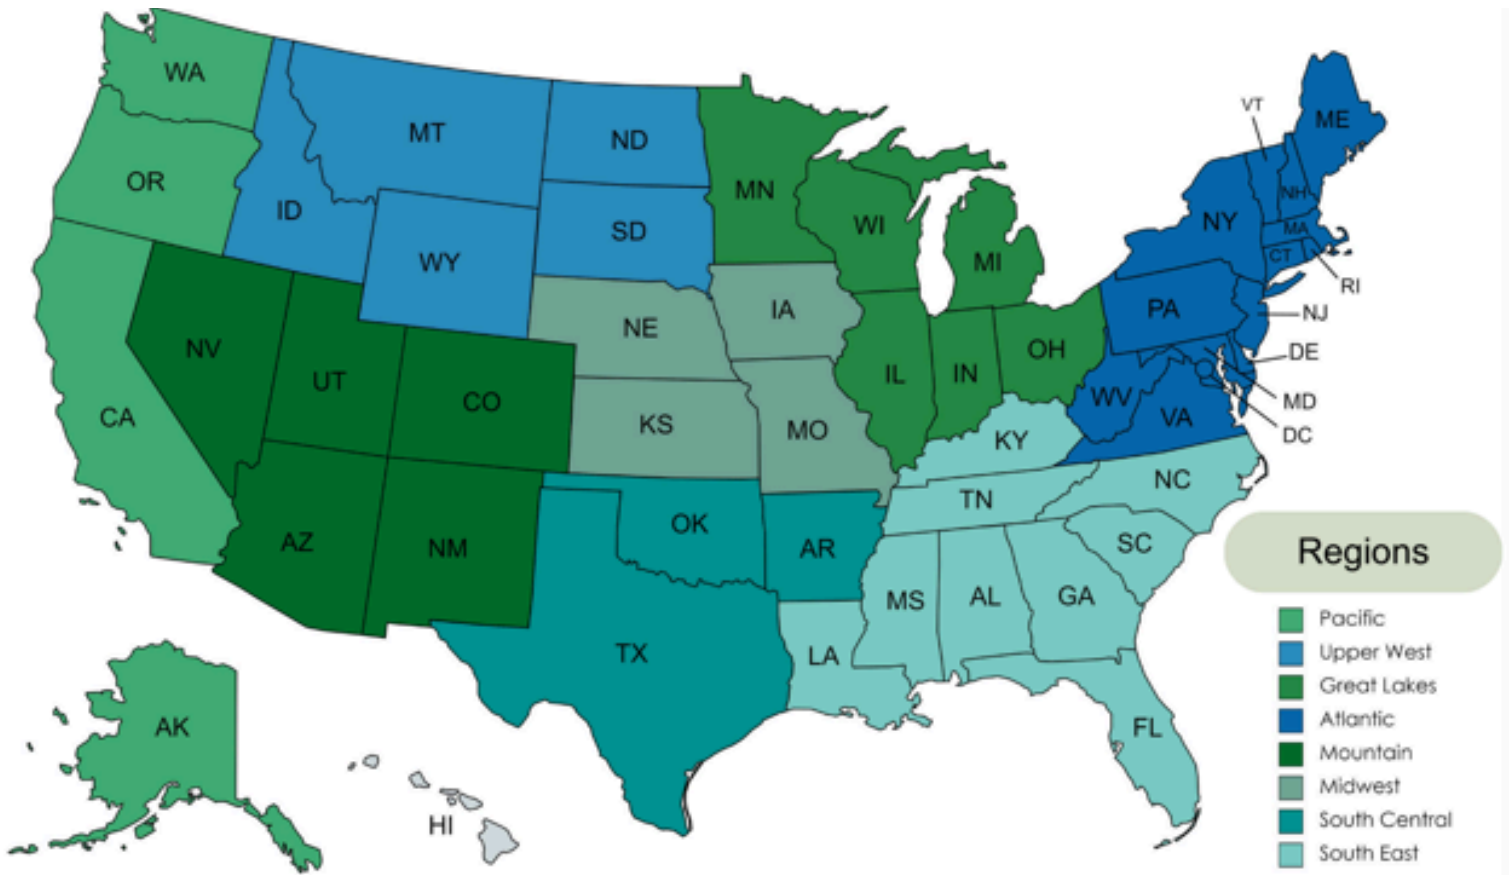 WA
OR
CA
AK
HI
ID
MT
WY
ND
SD
NV
UT
CO
AZ
NM
NE
KS
IA
MO
OK
TX
AR
MN
WI
MI
IL
IN
OH
KY
TN
NC
SC
MS
AL
GA
LA
FL
ME
VT
NH
NY
MA
CT
RI
PA
NJ
DE
WV
VA
MD
DC
Regions
Pacific
Upper West
Great Lakes
Atlantic
Mountain
Midwest
South Central
South East